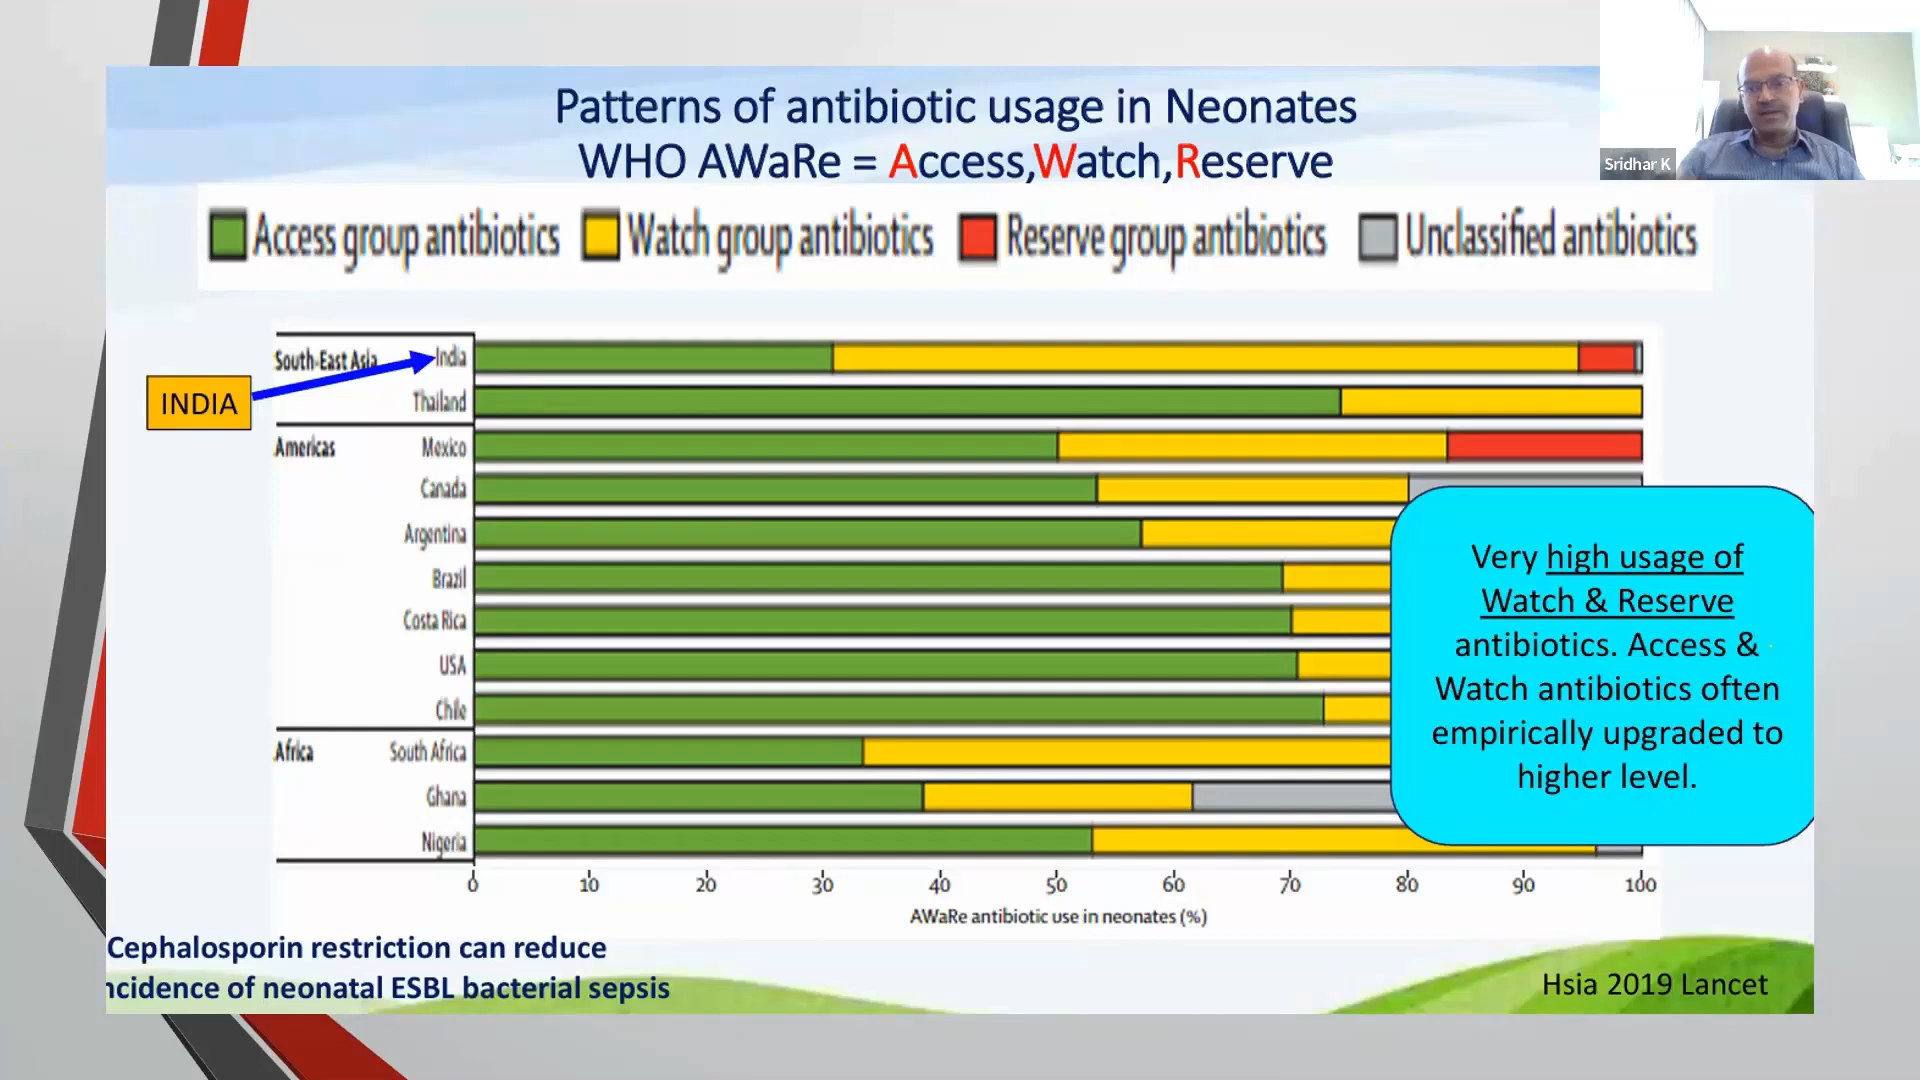 Patterns of antibiotic usage in Neonates
WHO AWaRe = Access,Watch,Reserve
Sridhar K
Access group antibiotics
Watch group antibiotics
Reserve group antibiotics
Unclassified antibiotics
South-East Asia
India
INDIA
Thailand
Americas
Mexico
Canada
Argentina
Brazil
Costa Rica
USA
Chile
Africa
South Africa
Ghana
Nigeria
Very high usage of
Watch & Reserve
antibiotics. Access &
Watch antibiotics often
empirically upgraded to
higher level.
0 10 20 30 40 50 60 70 80 90 100
AWaRe antibiotic use in neonates (%)
Cephalosporin restriction can reduce
ncidence of neonatal ESBL bacterial sepsis
Hsia 2019 Lancet